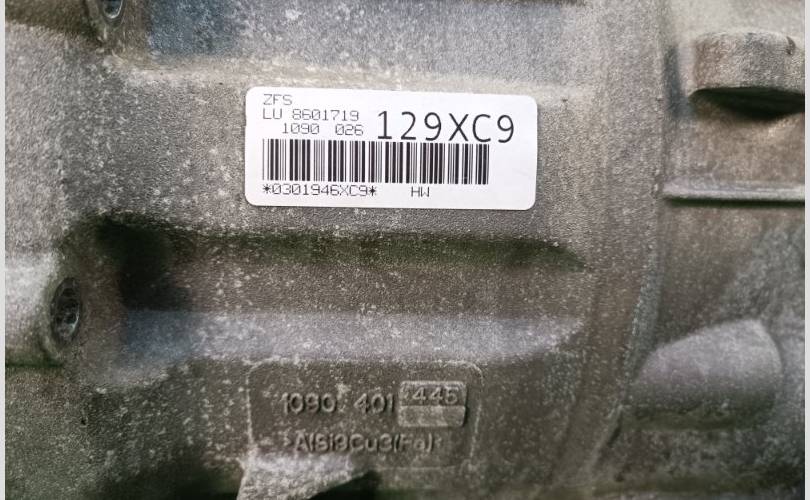 ZFS
LU 8601719
1090 026 129XC9
*0301946XC9* HW
1090 401 445
>AlSi9Cu3(Fe)<